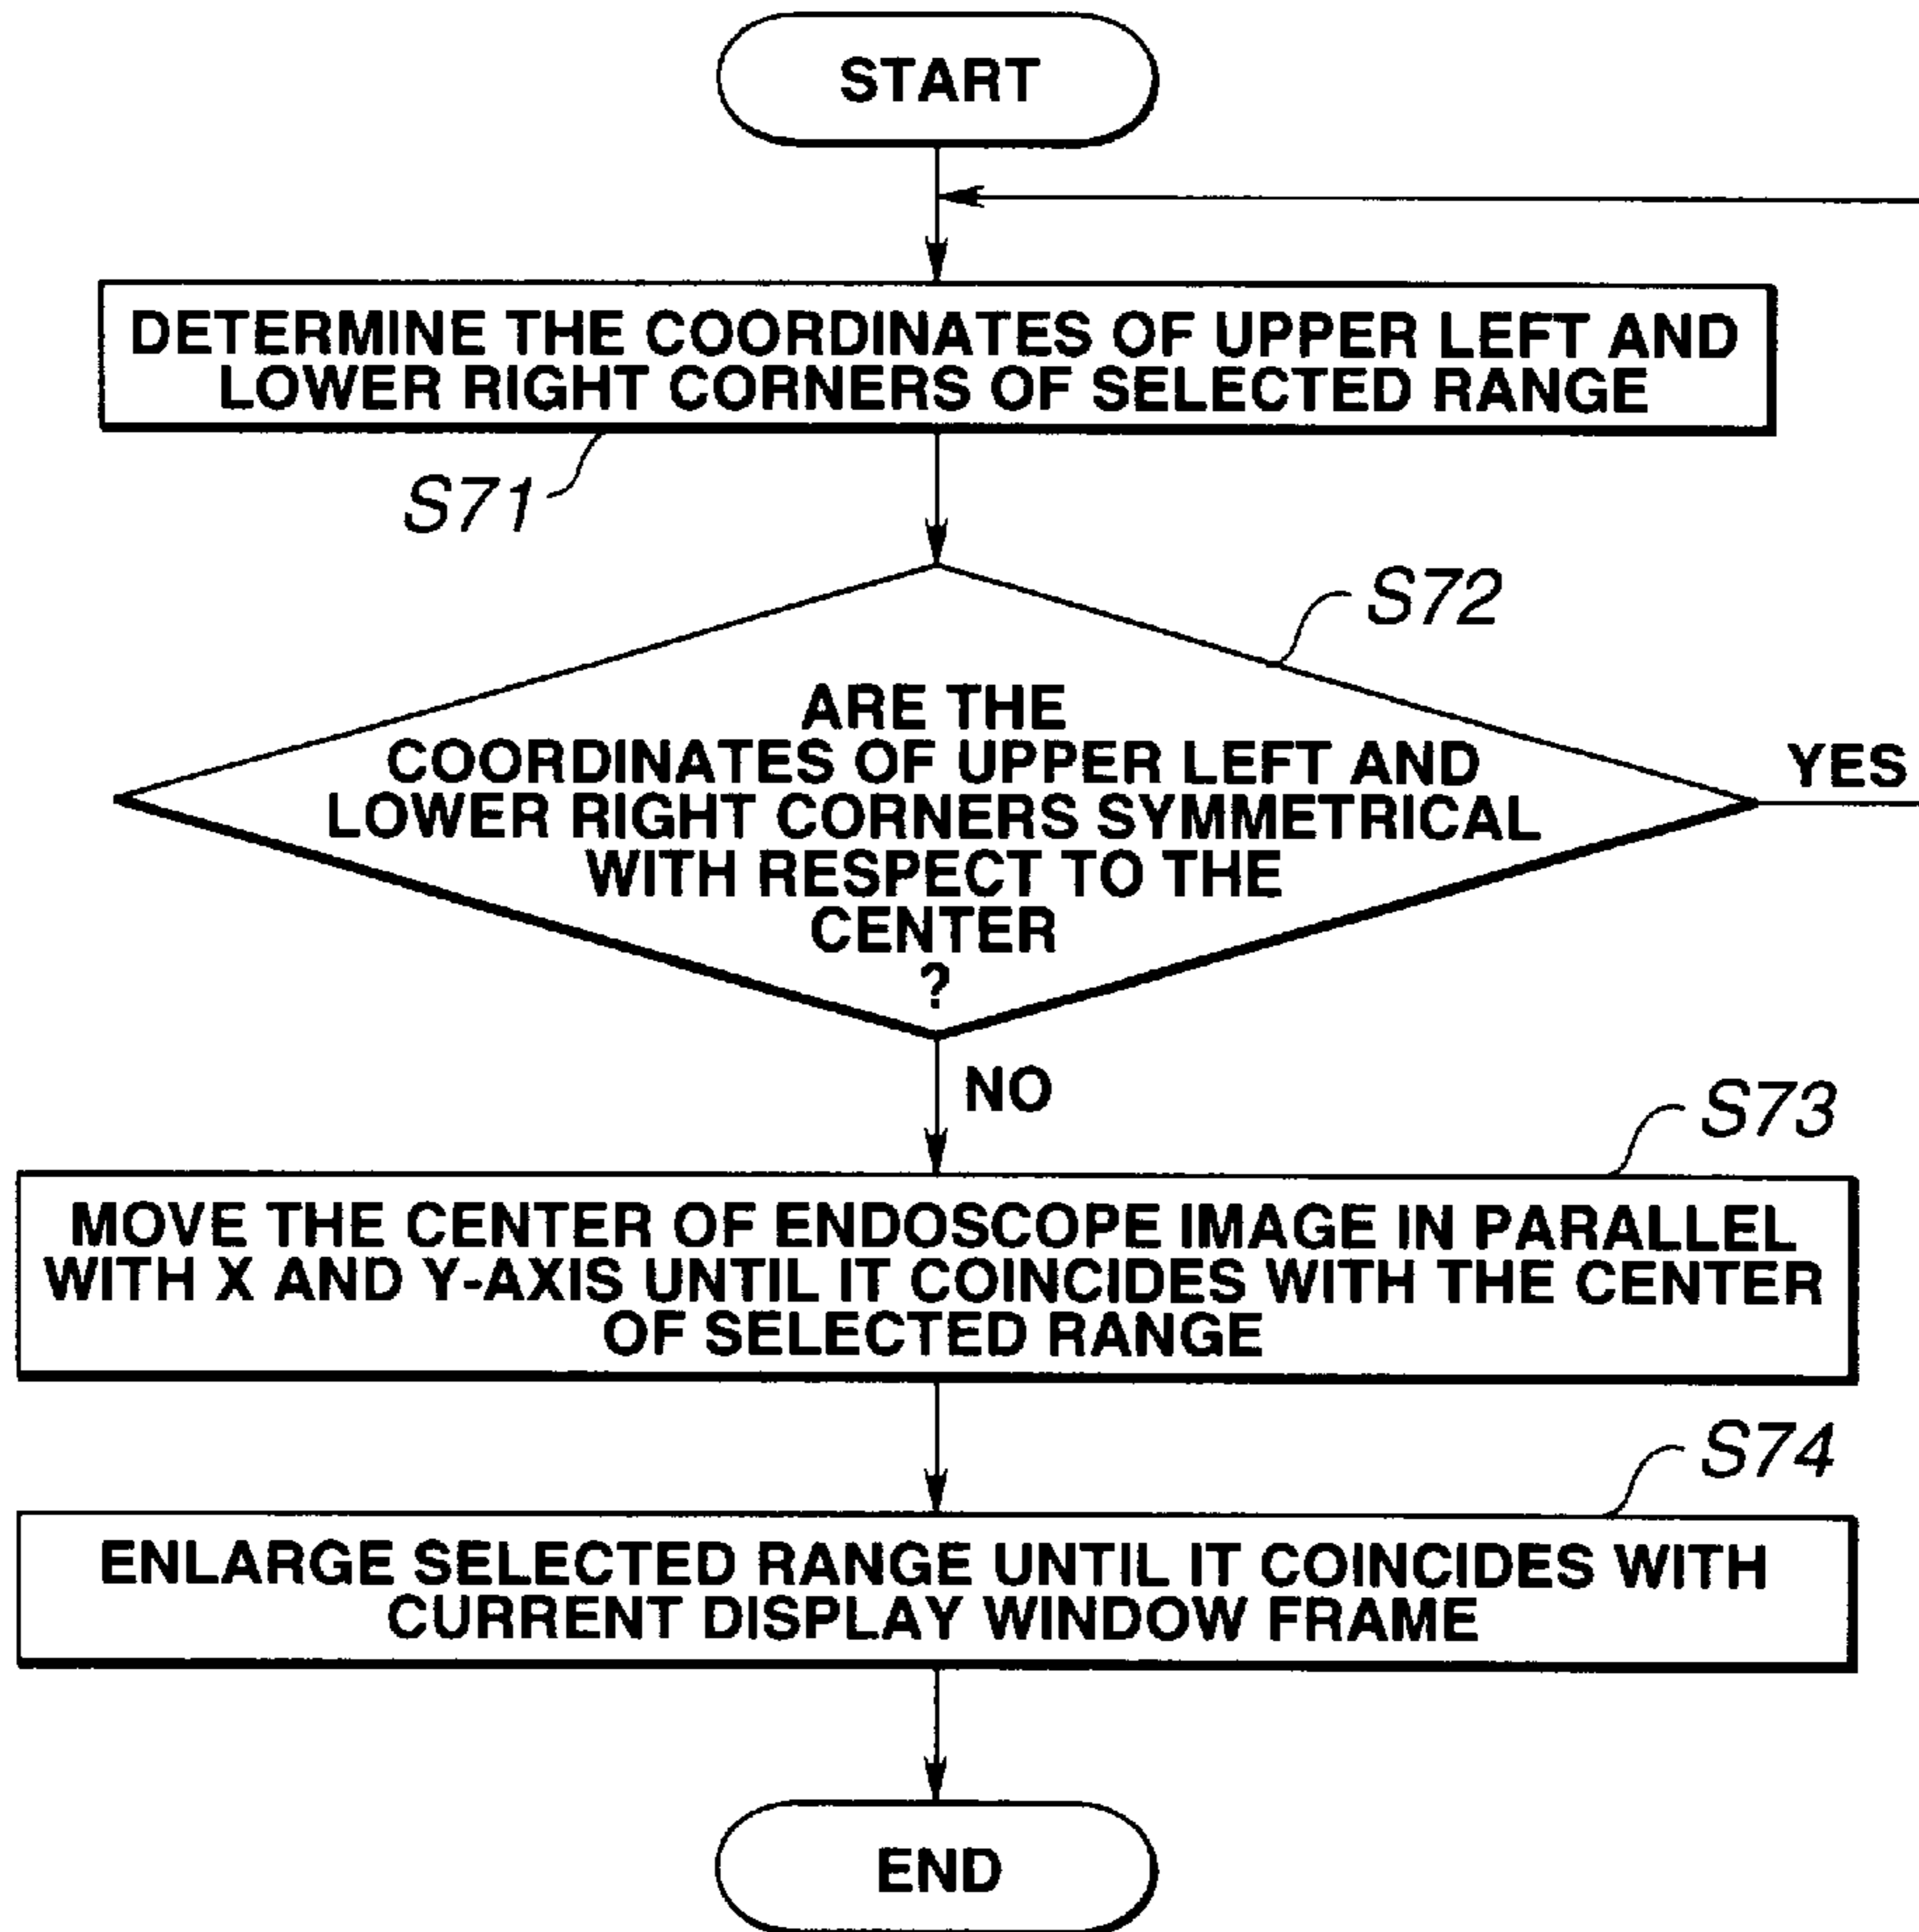 START
DETERMINE THE COORDINATES OF UPPER LEFT AND
LOWER RIGHT CORNERS OF SELECTED RANGE
S71
S72
ARE THE
COORDINATES OF UPPER LEFT AND
LOWER RIGHT CORNERS SYMMETRICAL
WITH RESPECT TO THE
CENTER
?
YES
NO
S73
MOVE THE CENTER OF ENDOSCOPE IMAGE IN PARALLEL
WITH X AND Y-AXIS UNTIL IT COINCIDES WITH THE CENTER
OF SELECTED RANGE
S74
ENLARGE SELECTED RANGE UNTIL IT COINCIDES WITH
CURRENT DISPLAY WINDOW FRAME
END